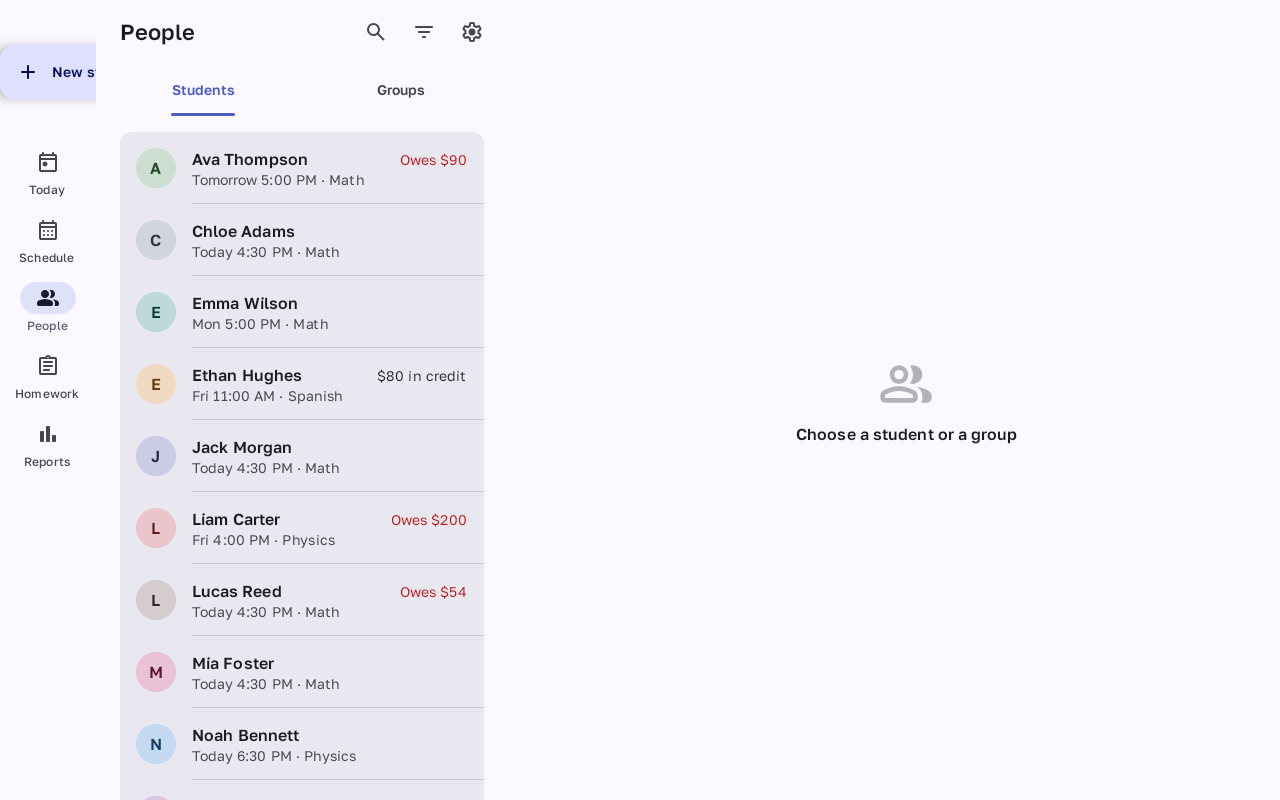 New s
Today
Schedule
People
Homework
Reports
People
Students
Groups
A
Ava Thompson
Owes $90
Tomorrow 5:00 PM · Math
C
Chloe Adams
Today 4:30 PM · Math
E
Emma Wilson
Mon 5:00 PM · Math
E
Ethan Hughes
$80 in credit
Fri 11:00 AM · Spanish
J
Jack Morgan
Today 4:30 PM · Math
L
Liam Carter
Owes $200
Fri 4:00 PM · Physics
L
Lucas Reed
Owes $54
Today 4:30 PM · Math
M
Mia Foster
Today 4:30 PM · Math
N
Noah Bennett
Today 6:30 PM · Physics
Choose a student or a group